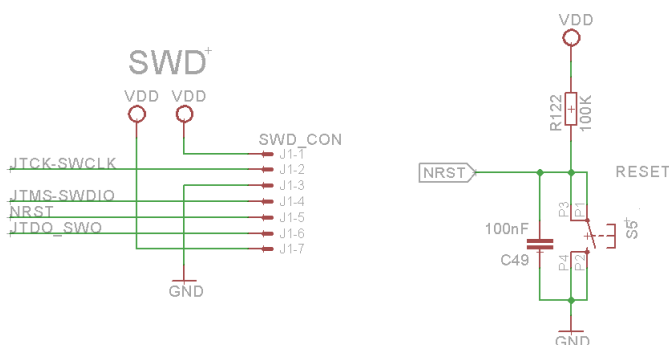 SWD
VDD
VDD
SWD_CON
J1-1
JTCK-SWCLK
J1-2
J1-3
JTMS-SWDIO
J1-4
NRST
J1-5
JTDO_SWO
J1-6
J1-7
GND
VDD
R122
100K
NRST
RESET
P3
P1
S5
100nF
C49
P4
P2
GND